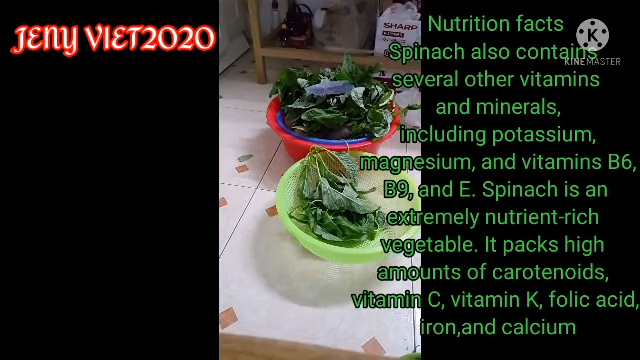 JENY VIET2020
SHARP
Nutrition facts
Spinach also contains
several other vitamins
and minerals,
including potassium,
magnesium, and vitamins B6,
B9, and E. Spinach is an
extremely nutrient-rich
vegetable. It packs high
amounts of carotenoids,
vitamin C, vitamin K, folic acid,
iron,and calcium
K
KINEMASTER